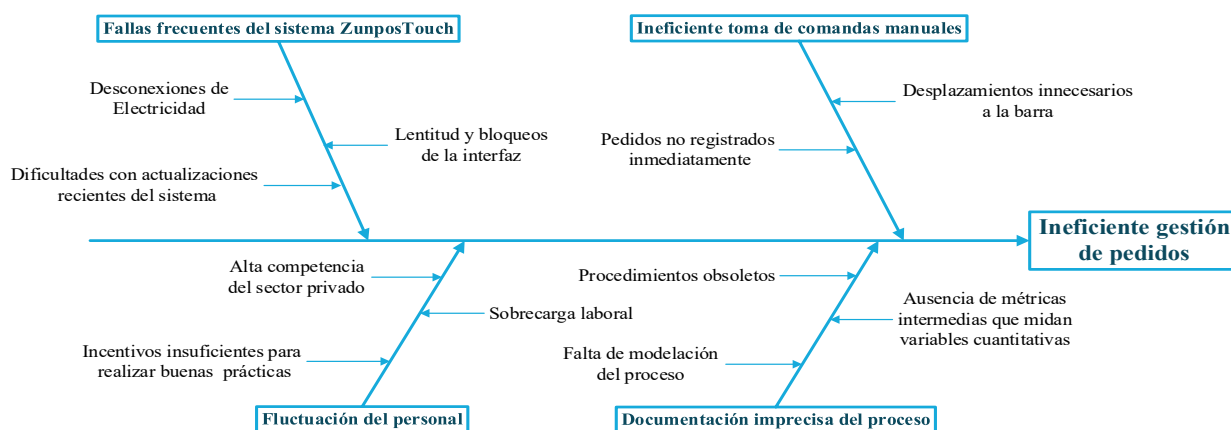 Fallas frecuentes del sistema ZunposTouch
Ineficiente toma de comandas manuales
Desconexiones de
Electricidad
Lentitud y bloqueos
de la interfaz
Dificultades con actualizaciones
recientes del sistema
Desplazamientos innecesarios
a la barra
Pedidos no registrados
inmediatamente
Ineficiente gestión
de pedidos
Alta competencia
del sector privado
Sobrecarga laboral
Incentivos insuficientes para
realizar buenas prácticas
Procedimientos obsoletos
Ausencia de métricas
intermedias que midan
variables cuantitativas
Falta de modelación
del proceso
Fluctuación del personal
Documentación imprecisa del proceso